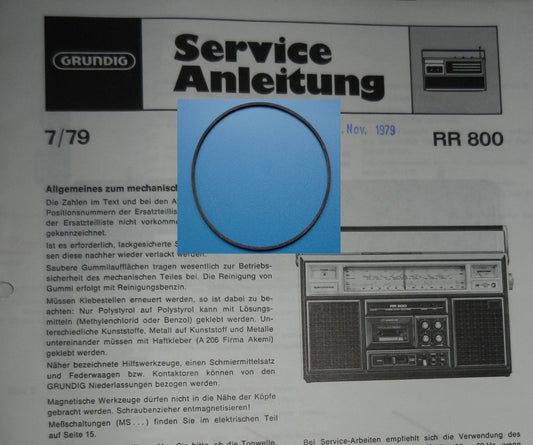 GRUNDIG
Service
Anleitung
7/79
. Nov. 1979
RR 800
Allgemeines zum mechanisc
Die Zahlen im Text und bei den A
Positionsnummern der Ersatzteillis
der Ersatzteilliste nicht vorkomme
gekennzeichnet.
Ist es erforderlich, lackgesicherte S
sen diese nachher wieder verlackt werden.
Saubere Gummilaufflächen tragen wesentlich zur Betriebs-
sicherheit des mechanischen Teiles bei. Die Reinigung von
Gummi erfolgt mit Reinigungsbenzin.
Müssen Klebestellen erneuert werden, so ist dabei zu be-
achten: Nur Polystyrol auf Polystyrol kann mit Lösungs-
mitteln (Methylenchlorid oder Benzol) geklebt werden. Un-
terschiedliche Kunststoffe, Metall auf Kunststoff und Metalle
untereinander müssen mit Haftkleber (A 206 Firma Akemi)
geklebt werden.
Näher bezeichnete Hilfswerkzeuge, einen Schmiermittelsatz
und Federwaagen bzw. Kontaktoren können von den
GRUNDIG Niederlassungen bezogen werden.
Magnetische Werkzeuge dürfen nicht in die Nähe der Köpfe
gebracht werden. Schraubenzieher entmagnetisieren!
Meßschaltungen (MS . . . ) finden Sie im elektrischen Teil
auf Seite 15.
RR 800
Bei Service-Arbeiten empfiehlt sich die Verwendung des